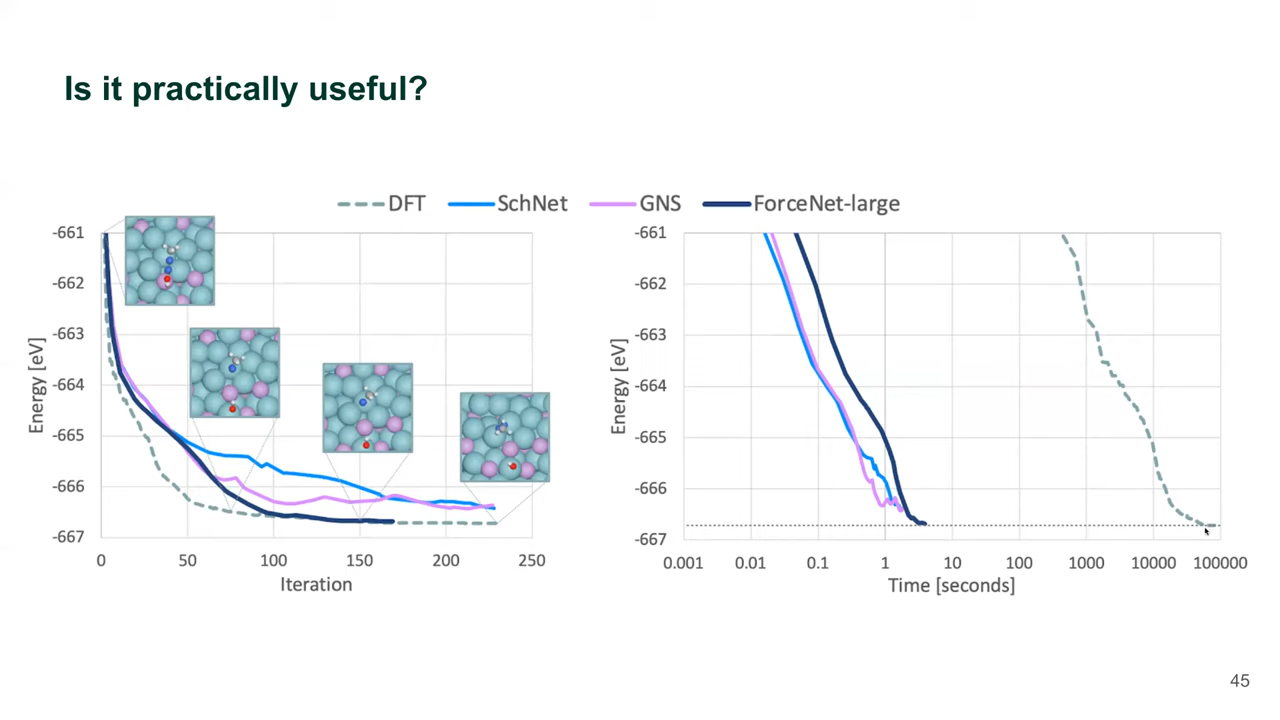 Is it practically useful?
DFT SchNet GNS ForceNet-large
-661
-662
-663
-664
-665
-666
-667
Energy [eV]
0 50 100 150 200 250
Iteration
-661
-662
-663
-664
-665
-666
-667
Energy [eV]
0.001 0.01 0.1 1 10 100 1000 10000 100000
Time [seconds]
45